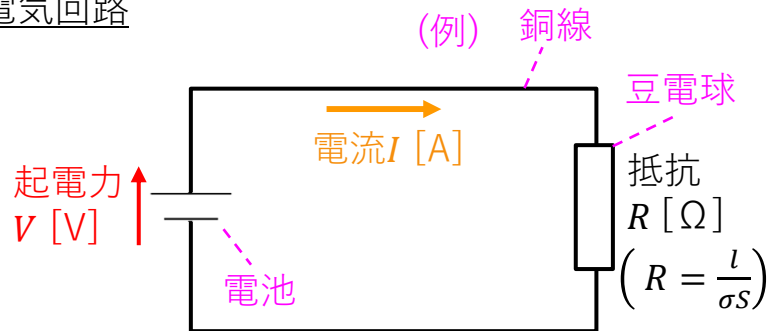 電気回路
(例) 銅線
豆電球
電流I [A]
起電力
V [V]
抵抗
R [Ω]
(R = l/σS)
電池